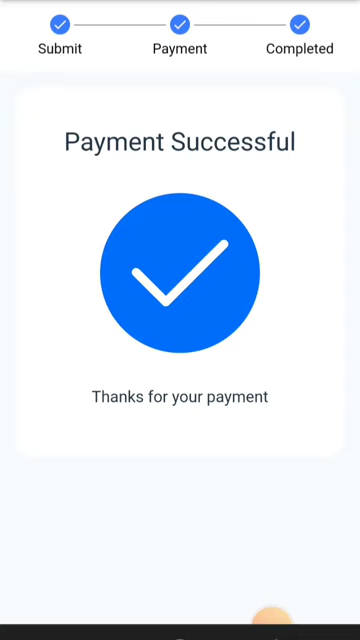 Submit Payment Completed
Payment Successful
Thanks for your payment